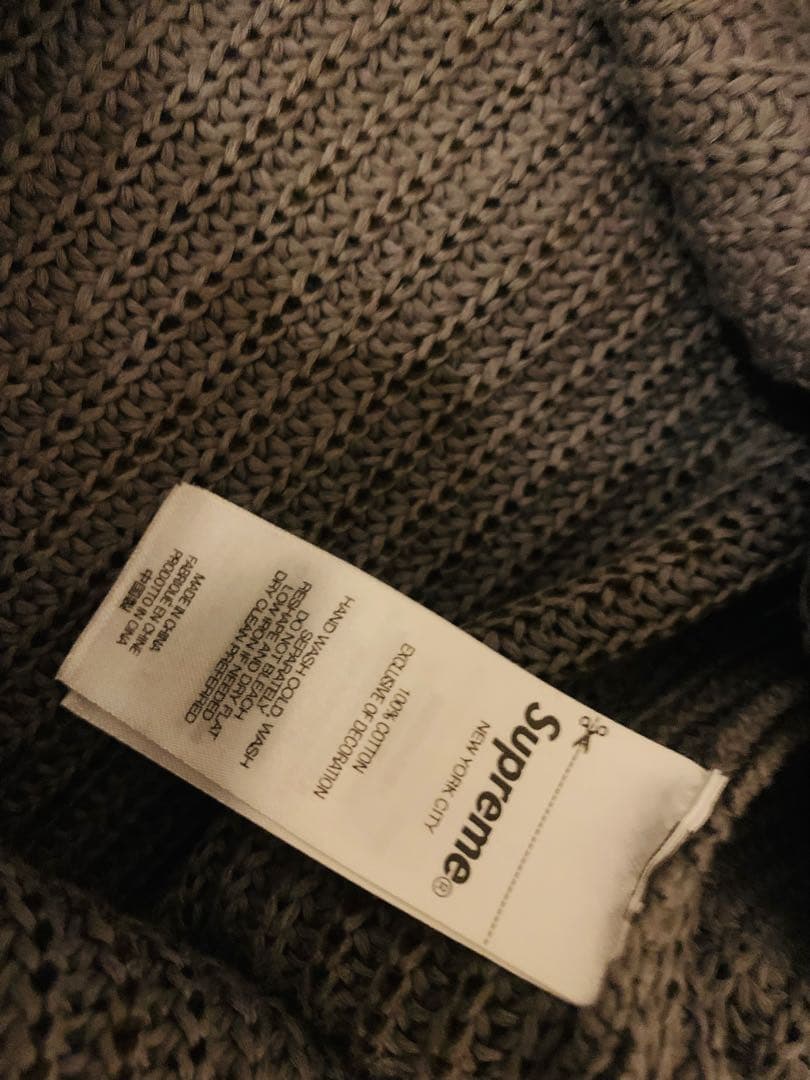 Supreme®
NEW YORK CITY
100% COTTON
EXCLUSIVE OF DECORATION
HAND WASH COLD. WASH
SEPARATELY
DO NOT BLEACH
RESHAPE AND DRY FLAT
LOW IRON IF NEEDED
DRY CLEAN PREFERRED
MADE IN CHINA
FABRIQUE EN CHINE
PRODOTTO IN CINA
中国製